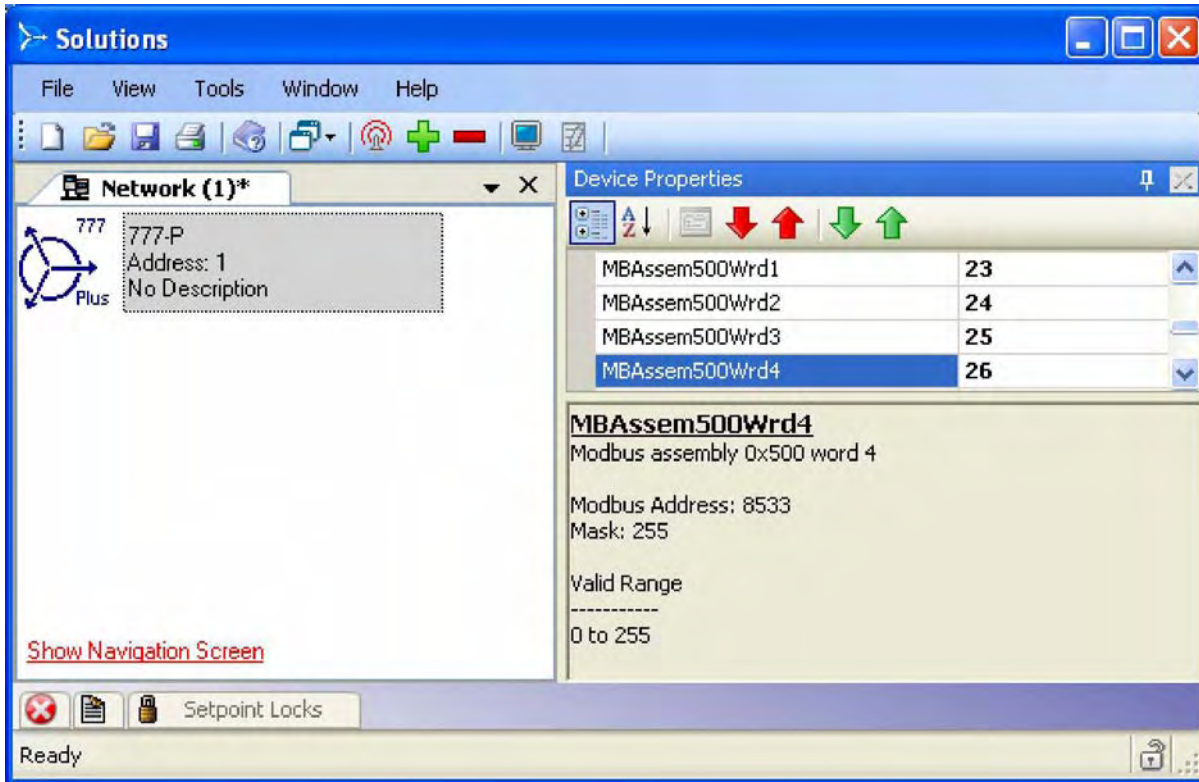 Solutions
File View Tools Window Help
Network (1)*
777
Plus
777-P
Address: 1
No Description
Show Navigation Screen
Device Properties
A
Z
MBAssem500Wrd1 23
MBAssem500Wrd2 24
MBAssem500Wrd3 25
MBAssem500Wrd4 26
MBAssem500Wrd4
Modbus assembly 0x500 word 4
Modbus Address: 8533
Mask: 255
Valid Range
-----------
0 to 255
Setpoint Locks
Ready